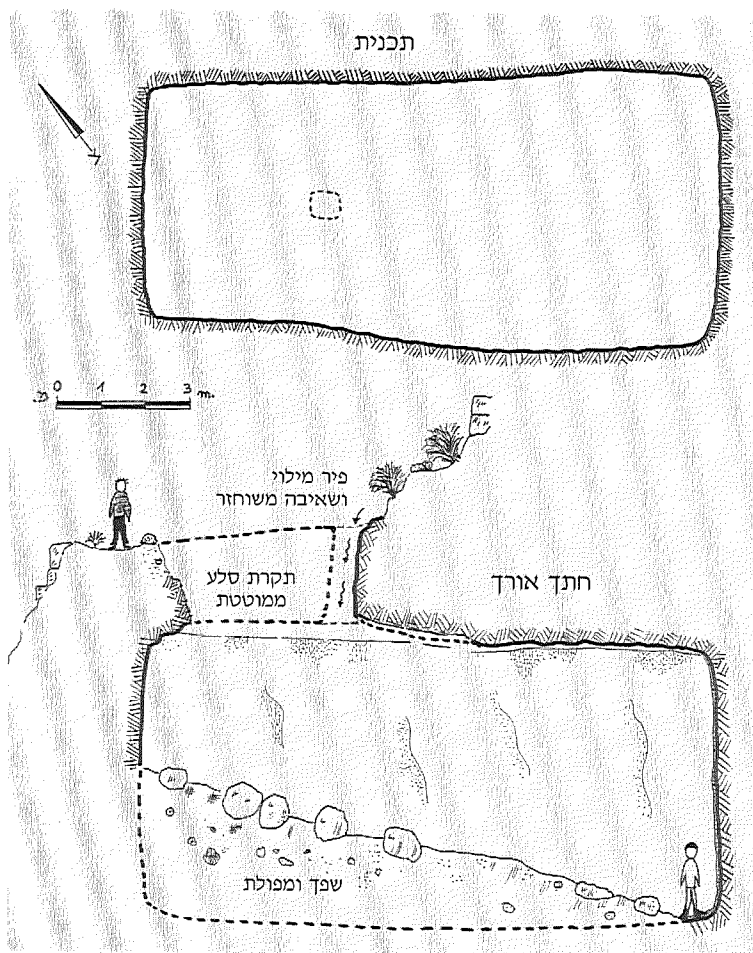 תכנית
m. 0 1 2 3 m.
פיר מילוי
ושאיבה משוחזר
תקרת סלע
ממוטטת
חתך אורך
שפך ומפולת